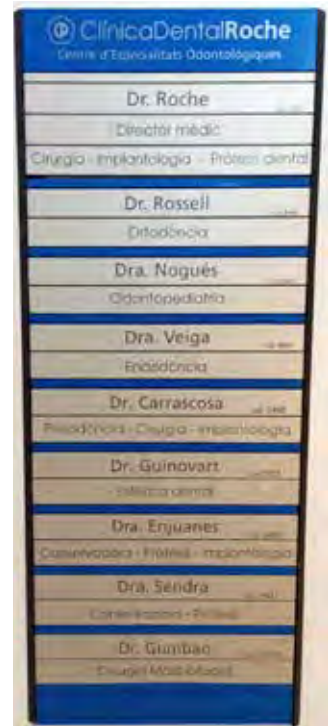 ClínicaDentalRoche
Centre d'Especialitats Odontològiques
Dr. Roche
Director mèdic
Cirurgia - Implantologia - Pròtesi dental
Dr. Rossell
Ortodòncia
Dra. Nogués
Odontopediatria
Dra. Veiga
Endodòncia
Dr. Carrascosa
Periodòncia - Cirurgia - Implantologia
Dr. Guinovart
Estètica dental
Dra. Enjuanes
Conservadora - Pròtesi - Implantologia
Dra. Sendra
Conservadora - Pròtesi
Dr. Gumbao
Cirurgia Maxil·lofacial